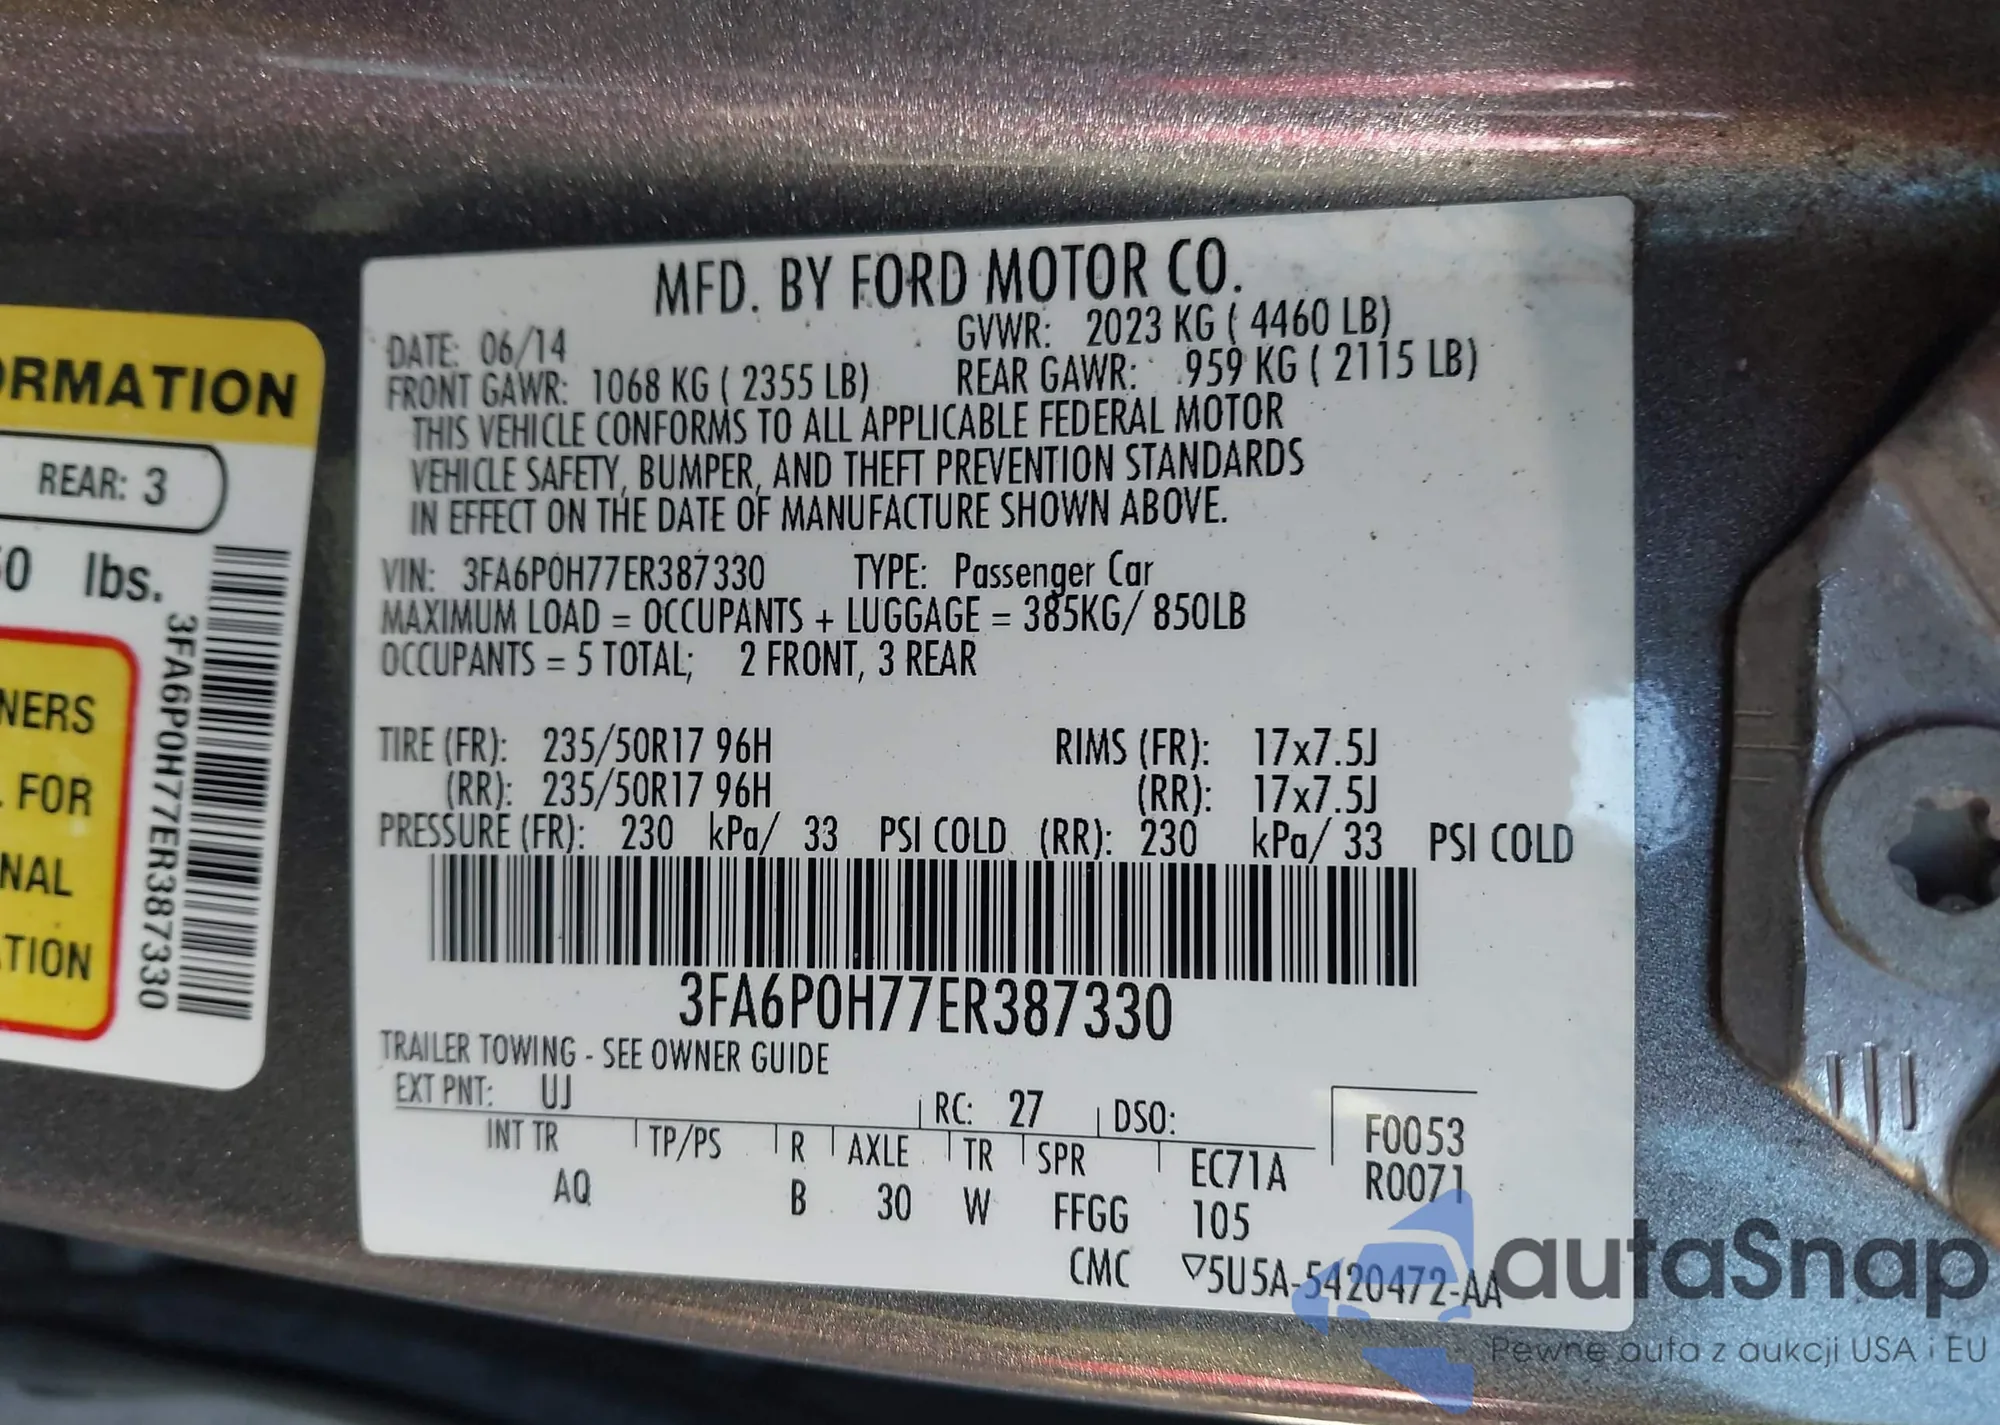 ORMATION
REAR: 3
0 lbs.
NERS
FOR
NAL
TION
3FA6P0H77ER387330
MFD. BY FORD MOTOR CO.
DATE: 06/14 GVWR: 2023 KG ( 4460 LB)
FRONT GAWR: 1068 KG ( 2355 LB) REAR GAWR: 959 KG ( 2115 LB)
THIS VEHICLE CONFORMS TO ALL APPLICABLE FEDERAL MOTOR
VEHICLE SAFETY, BUMPER, AND THEFT PREVENTION STANDARDS
IN EFFECT ON THE DATE OF MANUFACTURE SHOWN ABOVE.
VIN: 3FA6P0H77ER387330 TYPE: Passenger Car
MAXIMUM LOAD = OCCUPANTS + LUGGAGE = 385KG/ 850LB
OCCUPANTS = 5 TOTAL; 2 FRONT, 3 REAR
TIRE (FR): 235/50R17 96H RIMS (FR): 17x7.5J
(RR): 235/50R17 96H (RR): 17x7.5J
PRESSURE (FR): 230 kPa/ 33 PSI COLD (RR): 230 kPa/ 33 PSI COLD
3FA6P0H77ER387330
TRAILER TOWING - SEE OWNER GUIDE
EXT PNT: UJ RC: 27 DSO: F0053
INT TR TP/PS R AXLE TR SPR EC71A R0071
AQ B 30 W FFGG 105
CMC ▽5U5A-5420472-AA
autaSnap
Pewne auta z aukcji USA i EU